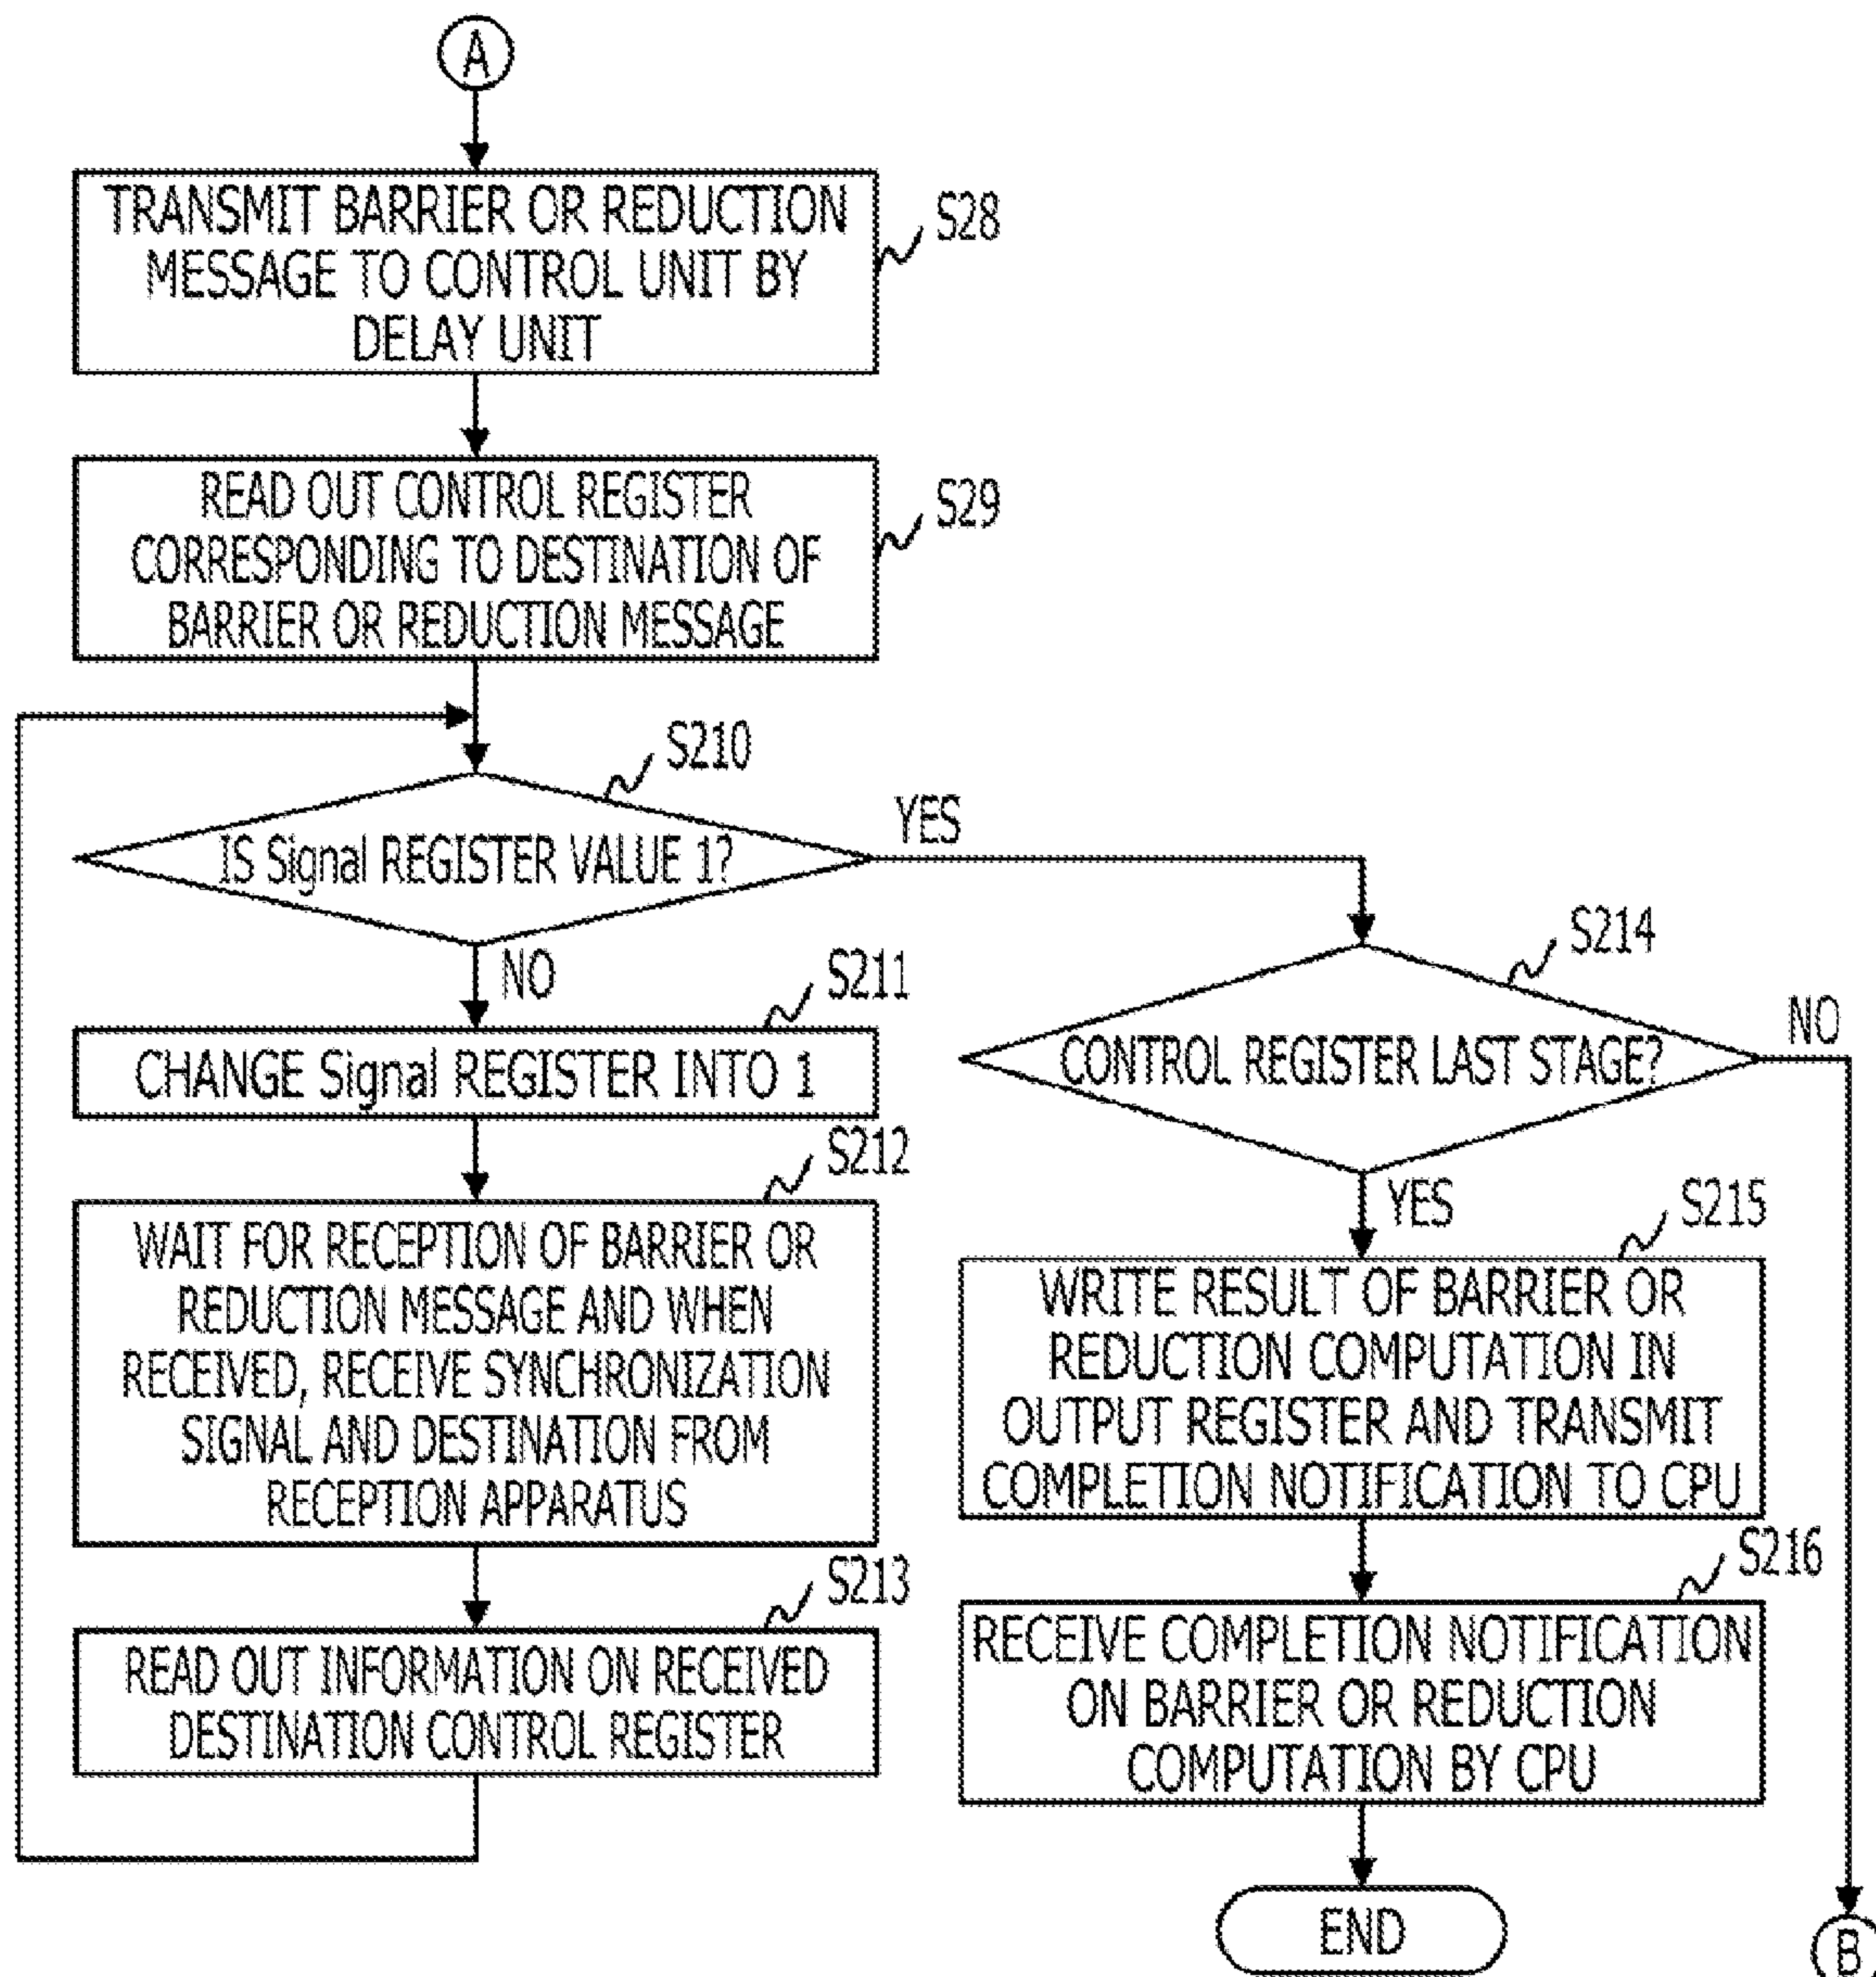 A
TRANSMIT BARRIER OR REDUCTION
MESSAGE TO CONTROL UNIT BY
DELAY UNIT
S28
READ OUT CONTROL REGISTER
CORRESPONDING TO DESTINATION OF
BARRIER OR REDUCTION MESSAGE
S29
S210
IS Signal REGISTER VALUE 1?
YES
NO
S211
CHANGE Signal REGISTER INTO 1
S212
WAIT FOR RECEPTION OF BARRIER OR
REDUCTION MESSAGE AND WHEN
RECEIVED, RECEIVE SYNCHRONIZATION
SIGNAL AND DESTINATION FROM
RECEPTION APPARATUS
S213
READ OUT INFORMATION ON RECEIVED
DESTINATION CONTROL REGISTER
S214
CONTROL REGISTER LAST STAGE?
NO
YES
S215
WRITE RESULT OF BARRIER OR
REDUCTION COMPUTATION IN
OUTPUT REGISTER AND TRANSMIT
COMPLETION NOTIFICATION TO CPU
S216
RECEIVE COMPLETION NOTIFICATION
ON BARRIER OR REDUCTION
COMPUTATION BY CPU
END
B